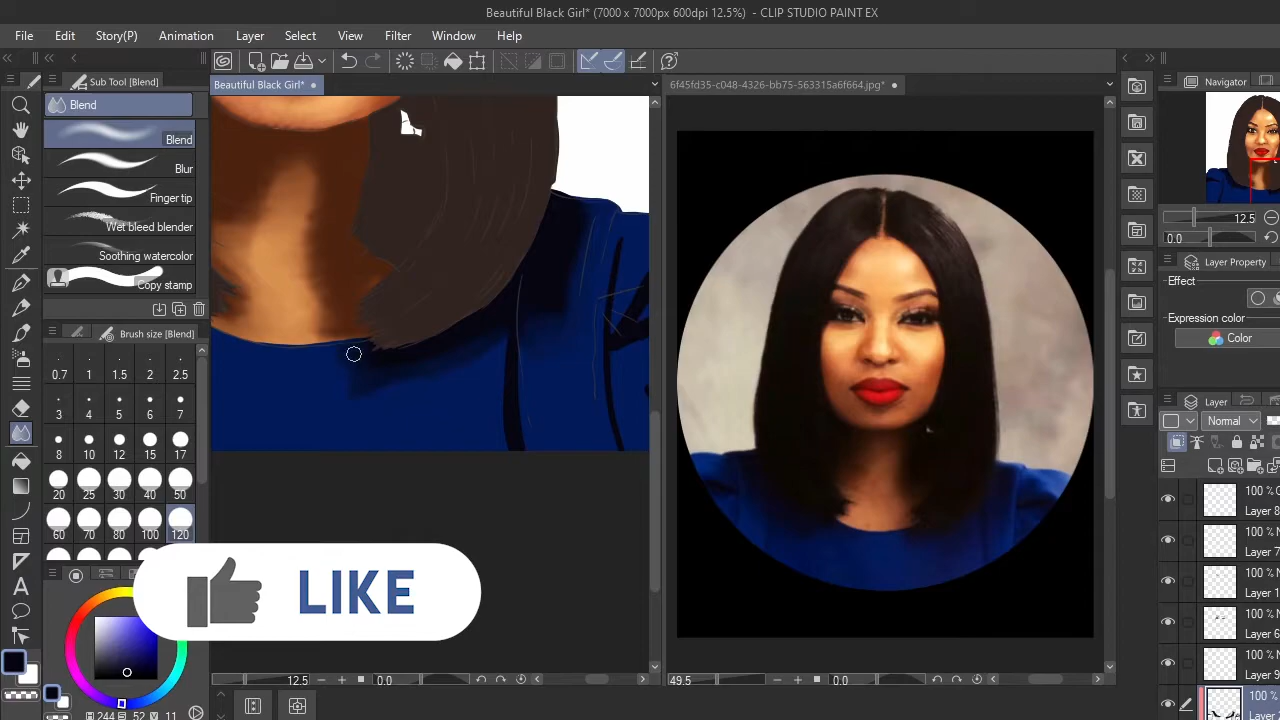 Beautiful Black Girl* (7000 x 7000px 600dpi 12.5%) - CLIP STUDIO PAINT EX
File Edit Story(P) Animation Layer Select View Filter Window Help
Sub Tool [Blend]
Blend
Blend
Blur
Finger tip
Wet bleed blender
Soothing watercolor
Copy stamp
Brush size [Blend]
0.7 1 1.5 2 2.5
3 4 5 6 7
8 10 12 15 17
20 25 30 40 50
60 70 80 100 120
244 52 11
Beautiful Black Girl*
6f45fd35-c048-4326-bb75-563315a6f664.jpg*
LIKE
12.5 0.0
49.5 0.0
Navigator
12.5
0.0
Layer Property
Effect
Expression color
Color
Layer
Normal
100 %
Layer 8
100 % N
Layer 7
100 % N
Layer 1
100 % N
Layer 6
100 % N
Layer 9
100 %
Layer